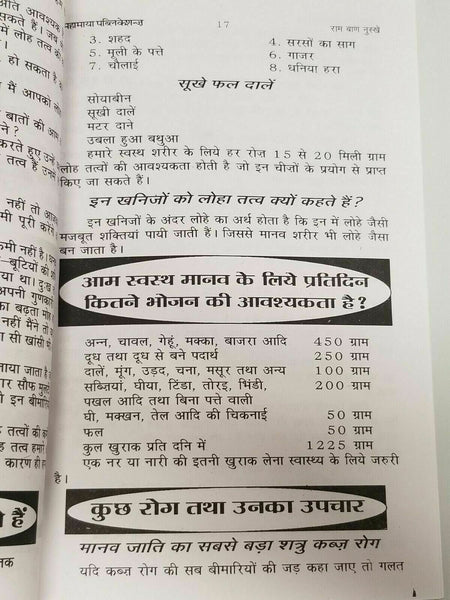 महामाया पब्लिकेशन्ज़ 17 राम बाण नुस्खे
3. शहद 4. सरसों का साग
5. मूली के पत्ते 6. गाजर
7. चौलाई 8. धनिया हरा
सूखे फल दालें
सोयाबीन
सूखी दालें
मटर दाने
उबला हुआ बथुआ
हमारे स्वस्थ शरीर के लिये हर रोज़ 15 से 20 मिली ग्राम
लोह तत्वों की आवश्यकता होती है जो इन चीजों के प्रयोग से प्राप्त
किए जा सकते हैं।
इन खनिजों को लोहा तत्व क्यों कहते हैं?
इन खनिजों के अंदर लोहे का अर्थ होता है कि इन में लोहे जैसी
मजबूत शक्तियां पायी जाती हैं। जिससे मानव शरीर भी लोहे जैसा
बन जाता है।
आम स्वस्थ मानव के लिये प्रतिदिन
कितने भोजन की आवश्यकता है?
अन्न, चावल, गेहूं, मक्का, बाजरा आदि 450 ग्राम
दूध तथा दूध से बने पदार्थ 250 ग्राम
दालें, मूंग, उड़द, चना, मसूर तथा अन्य 100 ग्राम
सब्ज़ियां, घीया, टिंडा, तोरई, भिंडी, 200 ग्राम
पखल आदि तथा बिना पत्ते वाली
घी, मक्खन, तेल आदि की चिकनाई 50 ग्राम
फल 50 ग्राम
कुल खुराक प्रति दनि में 1225 ग्राम
एक नर या नारी की इतनी खुराक लेना स्वास्थ्य के लिये जरुरी
है।
कुछ रोग तथा उनका उपचार
मानव जाति का सबसे बड़ा शत्रु कब्ज़ रोग
यदि कब्ज़ रोग की सब बीमारियों की जड़ कहा जाए तो गलत